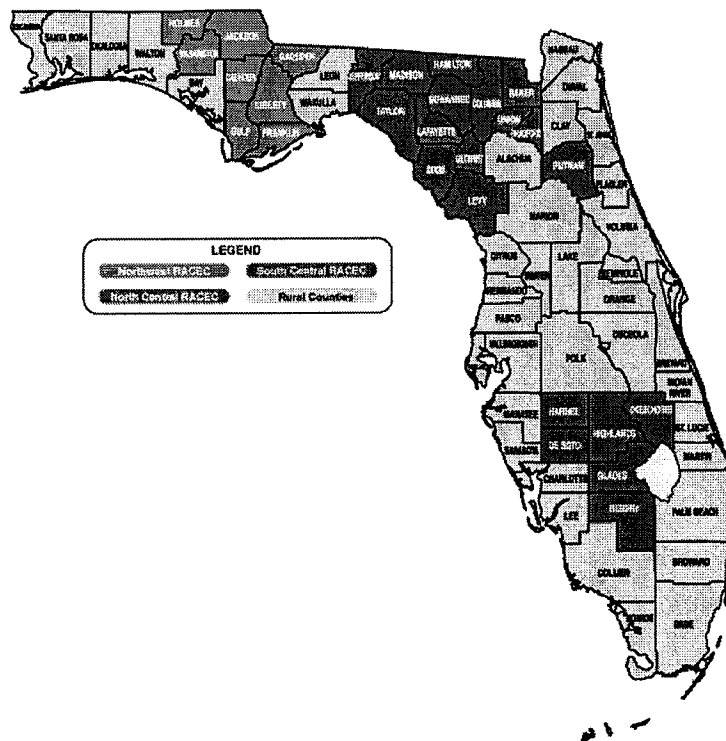 HOLMES
JACKSON
SANTA ROSA
OKALOOSA
WALTON
WASHINGTON
BAY
CALHOUN
GADSDEN
LEON
LIBERTY
WAKULLA
GULF
FRANKLIN
MADISON
HAMILTON
TAYLOR
SUWANNEE
COLUMBIA
BAKER
NASSAU
DUVAL
LAFAYETTE
UNION
CLAY
DIXIE
ALACHUA
PUTNAM
FLAGLER
LEVY
MARION
VOLUSIA
LEGEND
Northwest RACEC
South Central RACEC
North Central RACEC
Rural Counties
CITRUS
LAKE
SEMINOLE
HERNANDO
ORANGE
PASCO
OSCEOLA
HILLSBOROUGH
POLK
BREVARD
INDIAN
RIVER
MANATEE
HARDEE
OKEECHOBEE
HIGHLANDS
ST. LUCIE
SARASOTA
DE SOTO
MARTIN
CHARLOTTE
GLADES
LEE
HENDRY
PALM BEACH
COLLIER
BROWARD
DADE